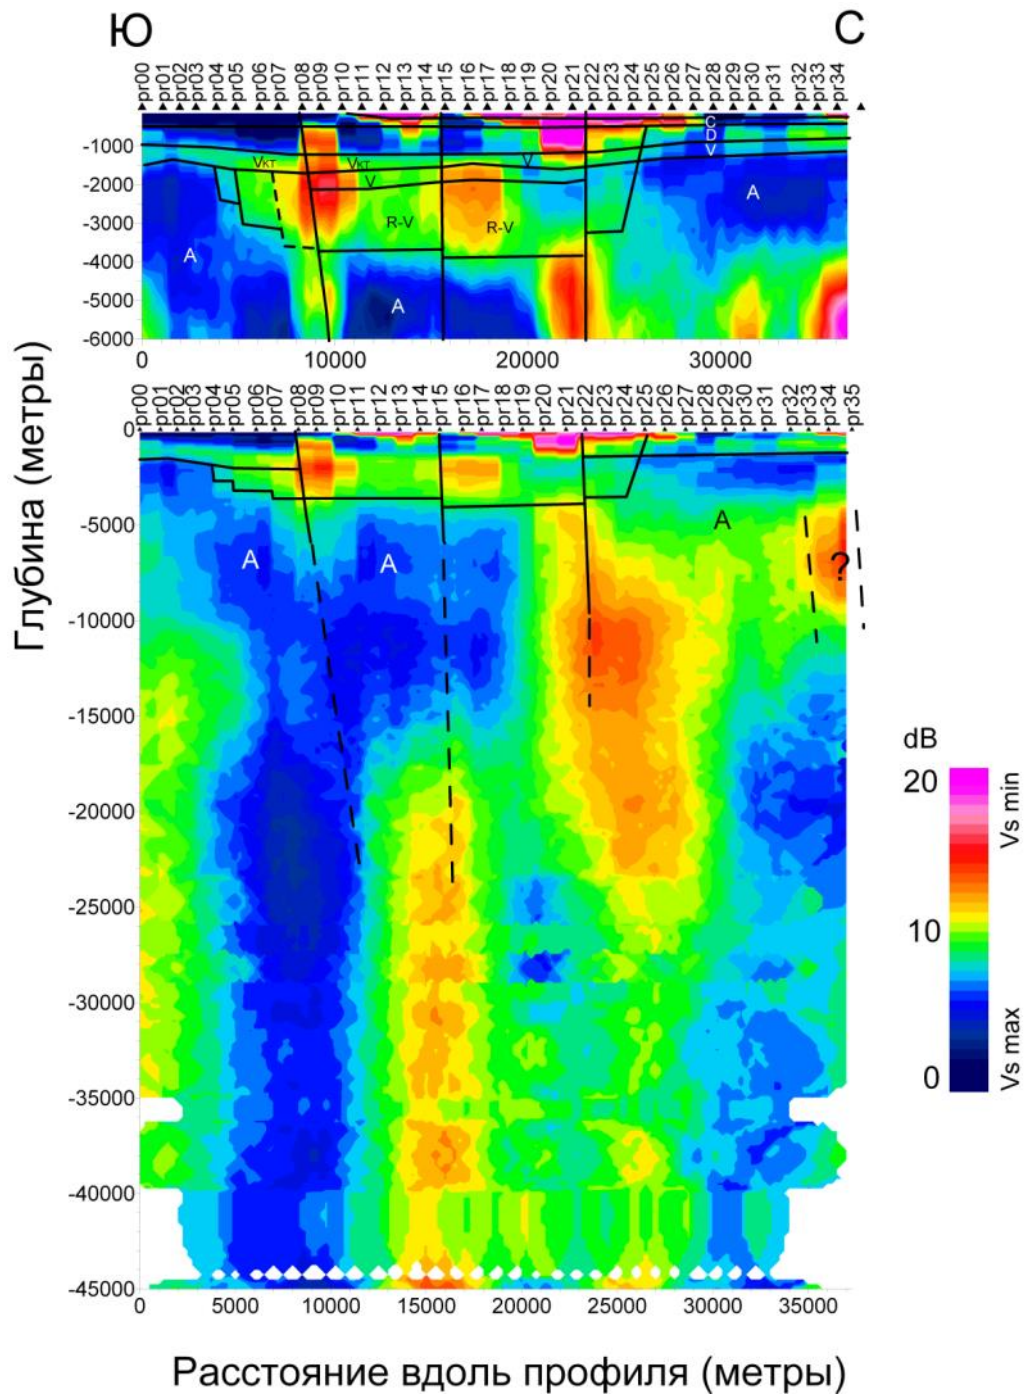 Ю С
pr00 pr01 pr02 pr03 pr04 pr05 pr06 pr07 pr08 pr09 pr10 pr11 pr12 pr13 pr14 pr15 pr16 pr17 pr18 pr19 pr20 pr21 pr22 pr23 pr24 pr25 pr26 pr28 pr29 pr30 pr31 pr32 pr33 pr34
C
D
V
-1000
Vкт Vкт V
-2000
V
A
-3000
R-V R-V
-4000
A
-5000
A
-6000
0 10000 20000 30000
pr00 pr01 pr02 pr03 pr04 pr05 pr06 pr07 pr08 pr09 pr10 pr11 pr12 pr13 pr14 pr15 pr16 pr17 pr19 pr20 pr21 pr22 pr23 pr24 pr25 pr26 pr27 pr28 pr29 pr30 pr31 pr32 pr33 pr34 pr35
0
-5000
A
A A
?
-10000
-15000
-20000
-25000
-30000
-35000
-40000
-45000
0 5000 10000 15000 20000 25000 30000 35000
Глубина (метры)
Расстояние вдоль профиля (метры)
dB
20
10
0
Vs min
Vs max